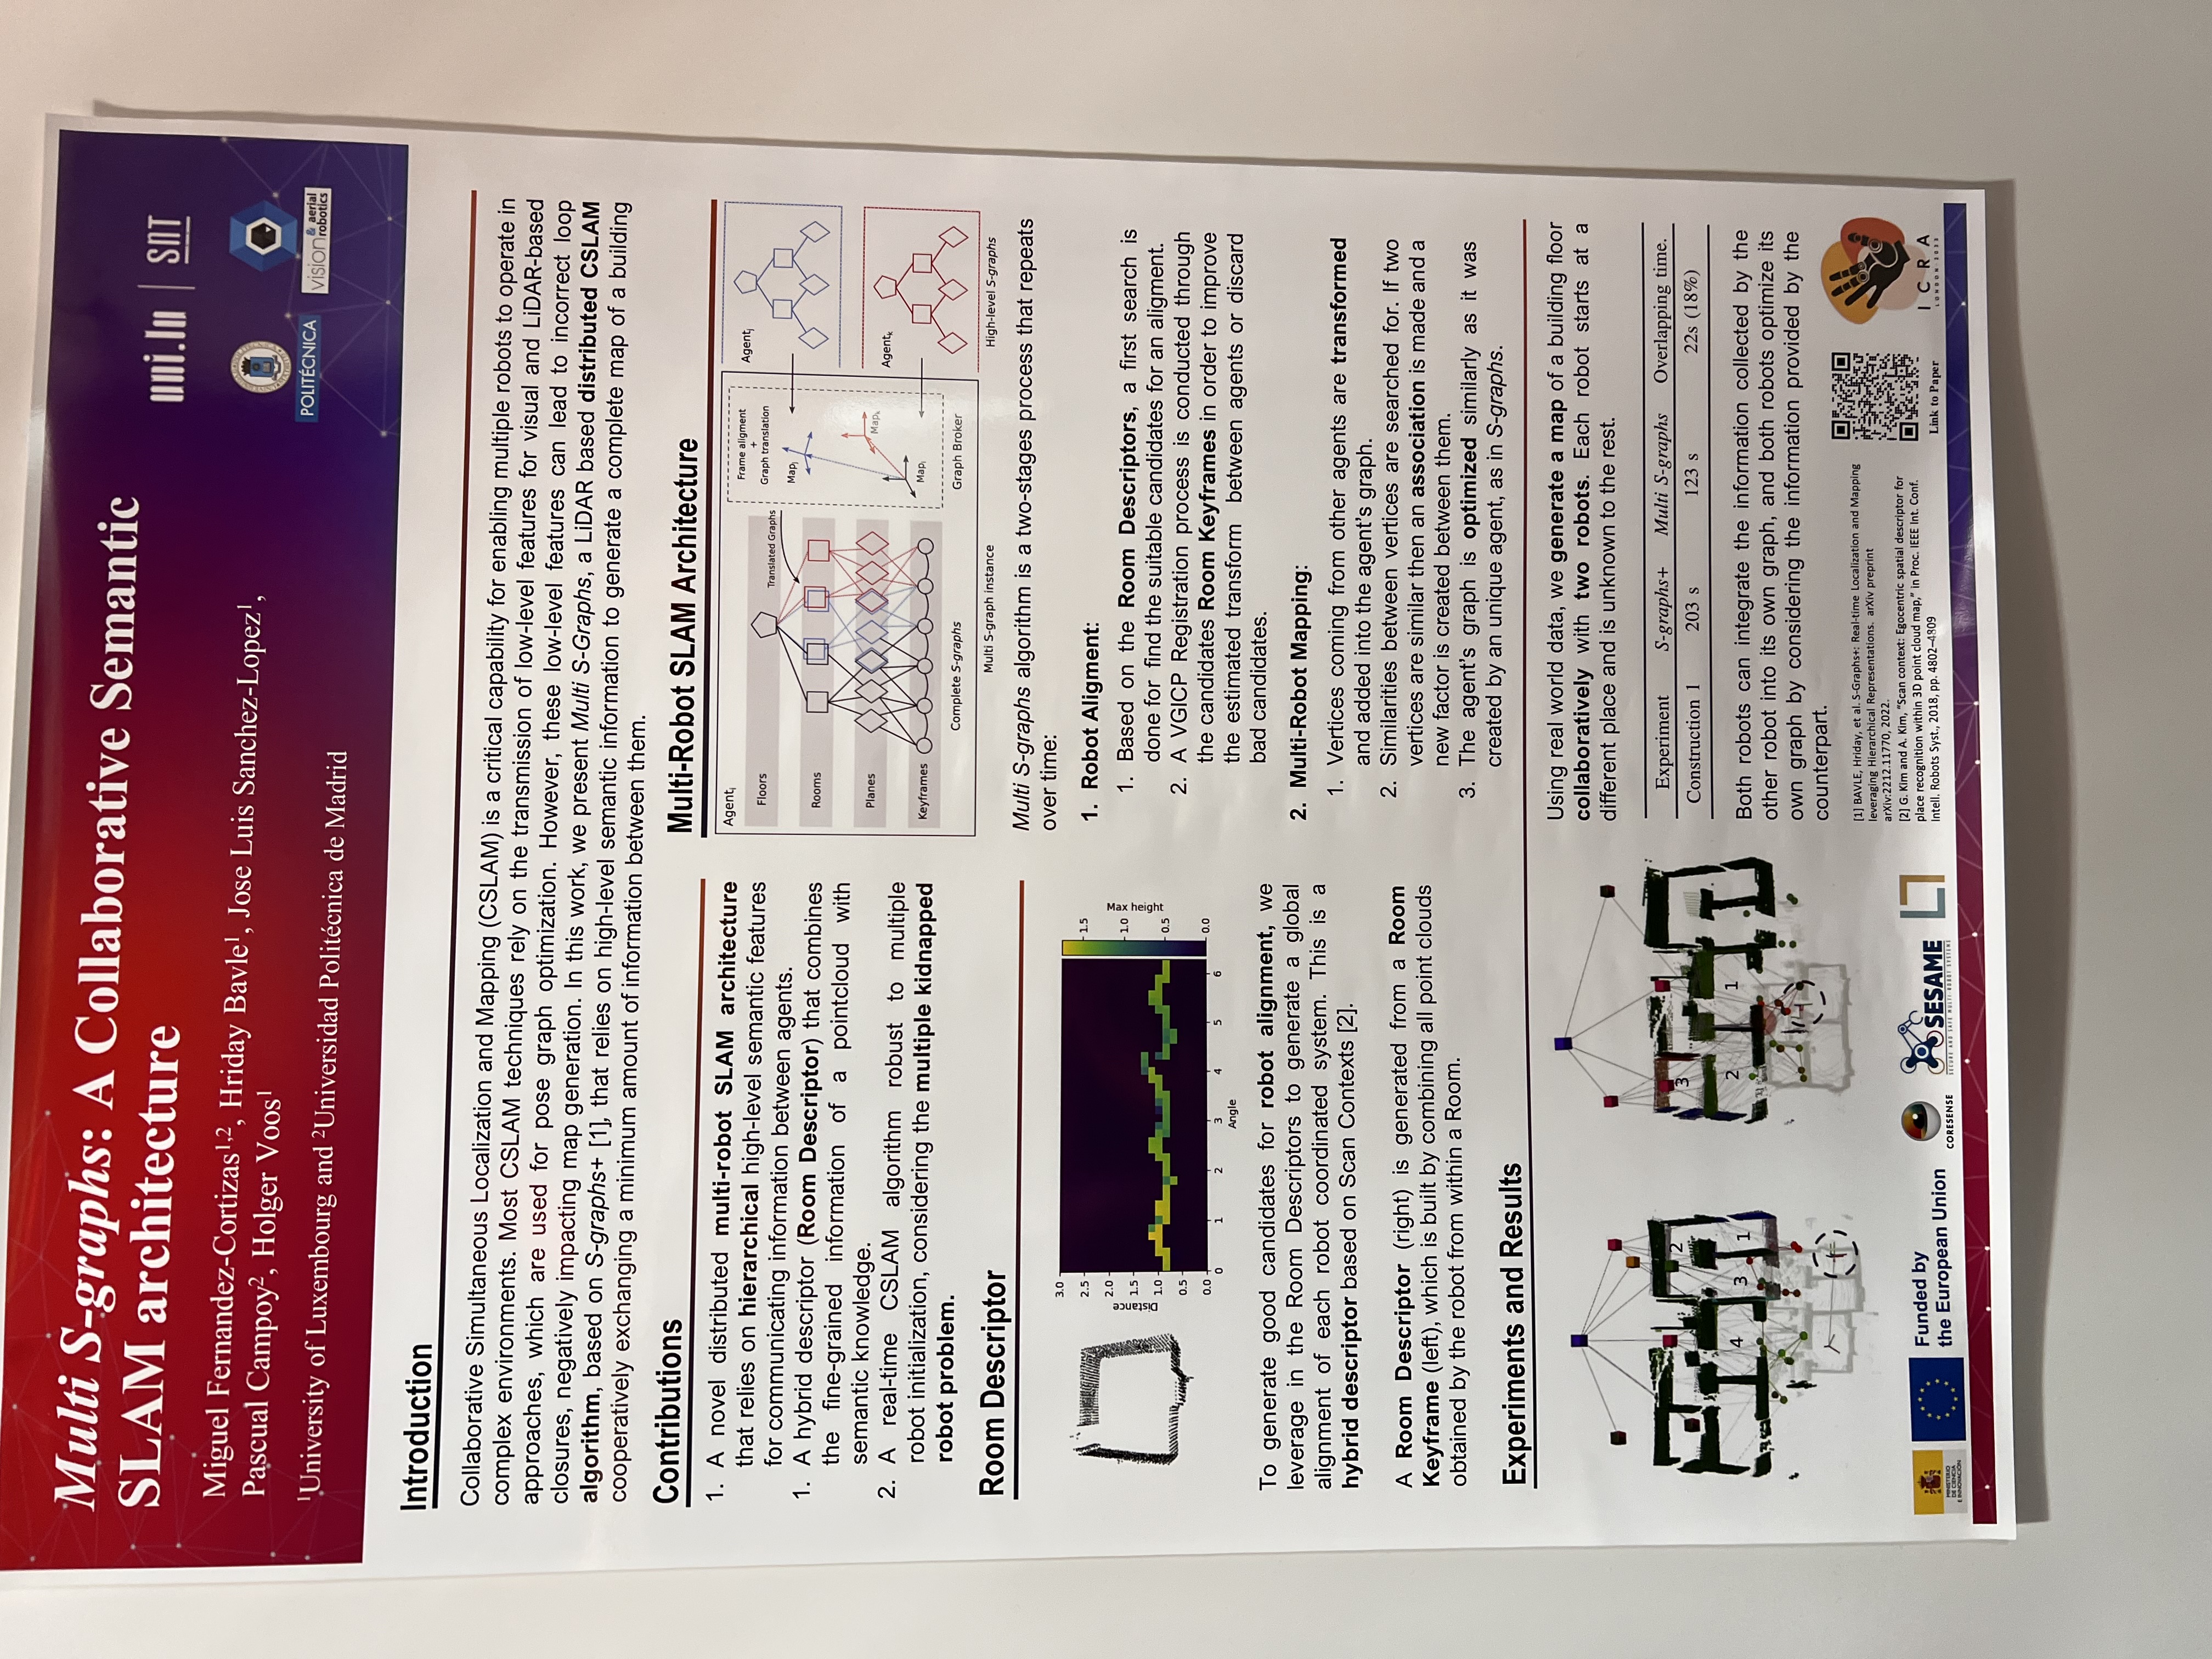 Multi S-graphs: A Collaborative Semantic
SLAM architecture
Miguel Fernandez-Cortizas1,2, Hriday Bavle1, Jose Luis Sanchez-Lopez1,
Pascual Campoy2, Holger Voos1
1University of Luxembourg and 2Universidad Politécnica de Madrid
uni.lu | SNT
POLITÉCNICA
vision & aerial robotics
Introduction
Collaborative Simultaneous Localization and Mapping (CSLAM) is a critical capability for enabling multiple robots to operate in
complex environments. Most CSLAM techniques rely on the transmission of low-level features for visual and LiDAR-based
approaches, which are used for pose graph optimization. However, these low-level features can lead to incorrect loop
closures, negatively impacting map generation. In this work, we present Multi S-Graphs, a LiDAR based distributed CSLAM
algorithm, based on S-graphs+ [1], that relies on high-level semantic information to generate a complete map of a building
cooperatively exchanging a minimum amount of information between them.
Contributions
1. A novel distributed multi-robot SLAM architecture
that relies on hierarchical high-level semantic features
for communicating information between agents.
1. A hybrid descriptor (Room Descriptor) that combines
the fine-grained information of a pointcloud with
semantic knowledge.
2. A real-time CSLAM algorithm robust to multiple
robot initialization, considering the multiple kidnapped
robot problem.
Room Descriptor
3.0
2.5
2.0
1.5
1.0
0.5
0.0
Distance
0 1 2 3 4 5 6
Angle
1.5
1.0
0.5
0.0
Max height
To generate good candidates for robot alignment, we
leverage in the Room Descriptors to generate a global
alignment of each robot coordinated system. This is a
hybrid descriptor based on Scan Contexts [2].
A Room Descriptor (right) is generated from a Room
Keyframe (left), which is built by combining all point clouds
obtained by the robot from within a Room.
Multi-Robot SLAM Architecture
Agenti
Floors
Translated Graphs
Rooms
Planes
Keyframes
Complete S-graphs
Frame aligment
+
Graph translation
Mapj
Mapk
Mapi
Graph Broker
Multi S-graph instance
Agentj
Agentk
High-level S-graphs
Multi S-graphs algorithm is a two-stages process that repeats
over time:
1. Robot Aligment:
1. Based on the Room Descriptors, a first search is
done for find the suitable candidates for an aligment.
2. A VGICP Registration process is conducted through
the candidates Room Keyframes in order to improve
the estimated transform between agents or discard
bad candidates.
2. Multi-Robot Mapping:
1. Vertices coming from other agents are transformed
and added into the agent's graph.
2. Similarities between vertices are searched for. If two
vertices are similar then an association is made and a
new factor is created between them.
3. The agent's graph is optimized similarly as it was
created by an unique agent, as in S-graphs.
Experiments and Results
2
4 3 1
3
2 1
Using real world data, we generate a map of a building floor
collaboratively with two robots. Each robot starts at a
different place and is unknown to the rest.
Experiment S-graphs+ Multi S-graphs Overlapping time.
Construction 1 203 s 123 s 22s (18%)
Both robots can integrate the information collected by the
other robot into its own graph, and both robots optimize its
own graph by considering the information provided by the
counterpart.
[1] BAVLE, Hriday, et al. S-Graphs+: Real-time Localization and Mapping
leveraging Hierarchical Representations. arXiv preprint
arXiv:2212.11770, 2022.
[2] G. Kim and A. Kim, "Scan context: Egocentric spatial descriptor for
place recognition within 3D point cloud map," in Proc. IEEE Int. Conf.
Intell. Robots Syst., 2018, pp. 4802–4809
Link to Paper
ICRA
LONDON·2023
MINISTERIO
DE CIENCIA
E INNOVACIÓN
Funded by
the European Union
CORESENSE
SESAME
SECURE AND SAFE MULTI-ROBOT SYSTEMS